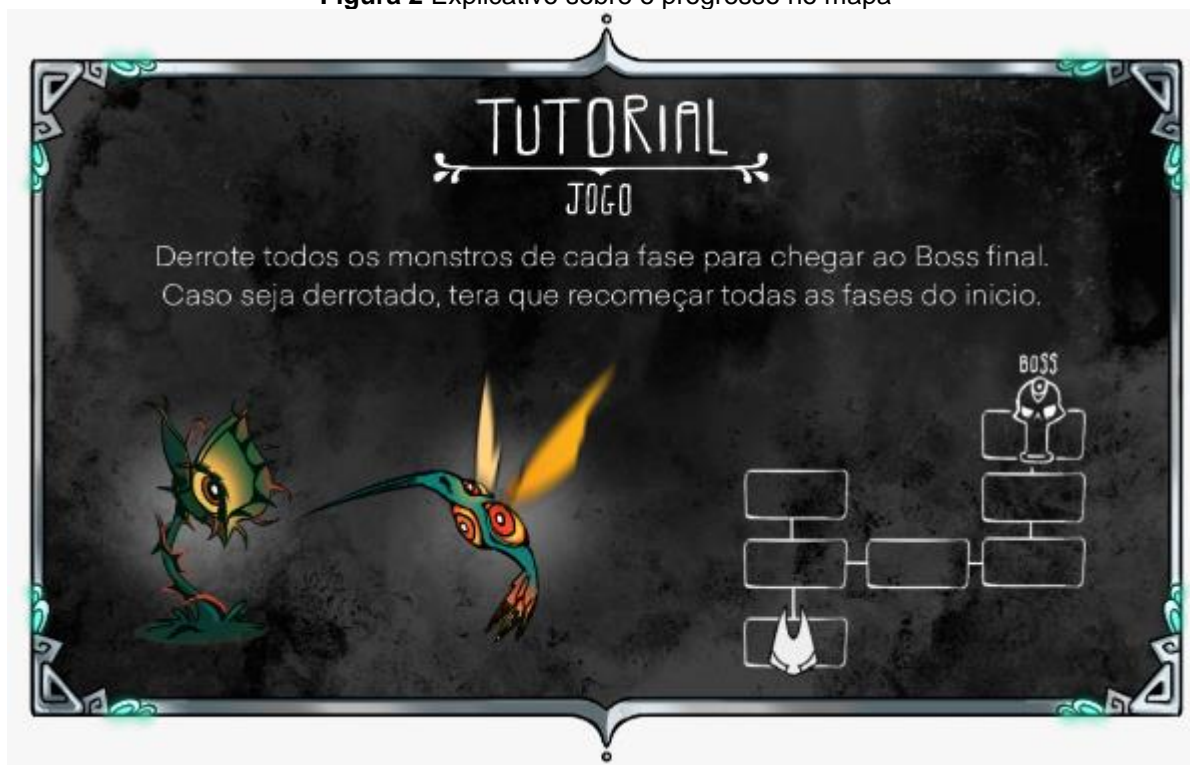 Figura 2 Explicativo sobre o progresso no mapa
TUTORIAL
JOGO
Derrote todos os monstros de cada fase para chegar ao Boss final.
Caso seja derrotado, tera que recomeçar todas as fases do inicio.
BOSS